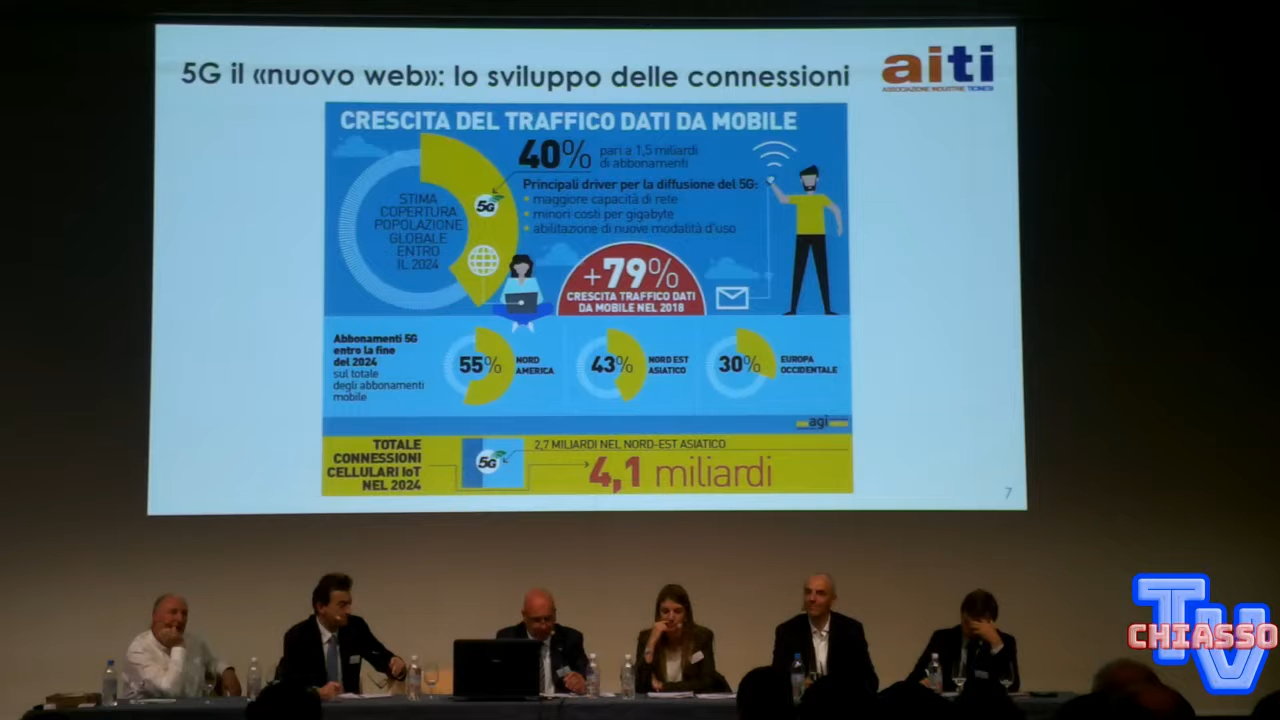 5G il «nuovo web»: lo sviluppo delle connessioni
aiti
ASSOCIAZIONE INDUSTRIE TICINESI
CRESCITA DEL TRAFFICO DATI DA MOBILE
40% pari a 1,5 miliardi
di abbonamenti
Principali driver per la diffusione del 5G:
• maggiore capacità di rete
• minori costi per gigabyte
• abilitazione di nuove modalità d'uso
STIMA
COPERTURA
POPOLAZIONE
GLOBALE
ENTRO
IL 2024
5G
+79%
CRESCITA TRAFFICO DATI
DA MOBILE NEL 2018
Abbonamenti 5G
entro la fine
del 2024
sul totale
degli abbonamenti
mobile
55%
NORD
AMERICA
43%
NORD EST
ASIATICO
30%
EUROPA
OCCIDENTALE
agi
TOTALE
CONNESSIONI
CELLULARI IoT
NEL 2024
5G
2,7 MILIARDI NEL NORD-EST ASIATICO
4,1 miliardi
7
TV
CHIASSO